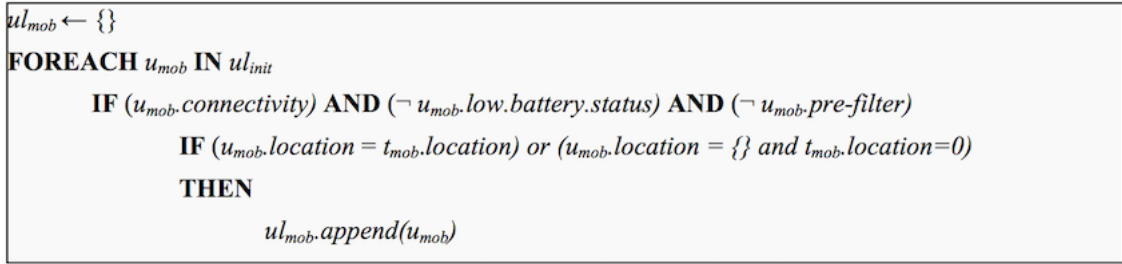 ul_mob ← {}
FOREACH u_mob IN ul_init
IF (u_mob.connectivity) AND (¬ u_mob.low.battery.status) AND (¬ u_mob.pre-filter)
IF (u_mob.location = t_mob.location) or (u_mob.location = {} and t_mob.location=0)
THEN
ul_mob.append(u_mob)